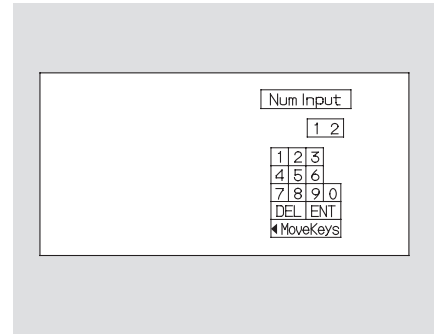 Num Input
1 2
1 2 3
4 5 6
7 8 9 0
DEL ENT
◀ MoveKeys